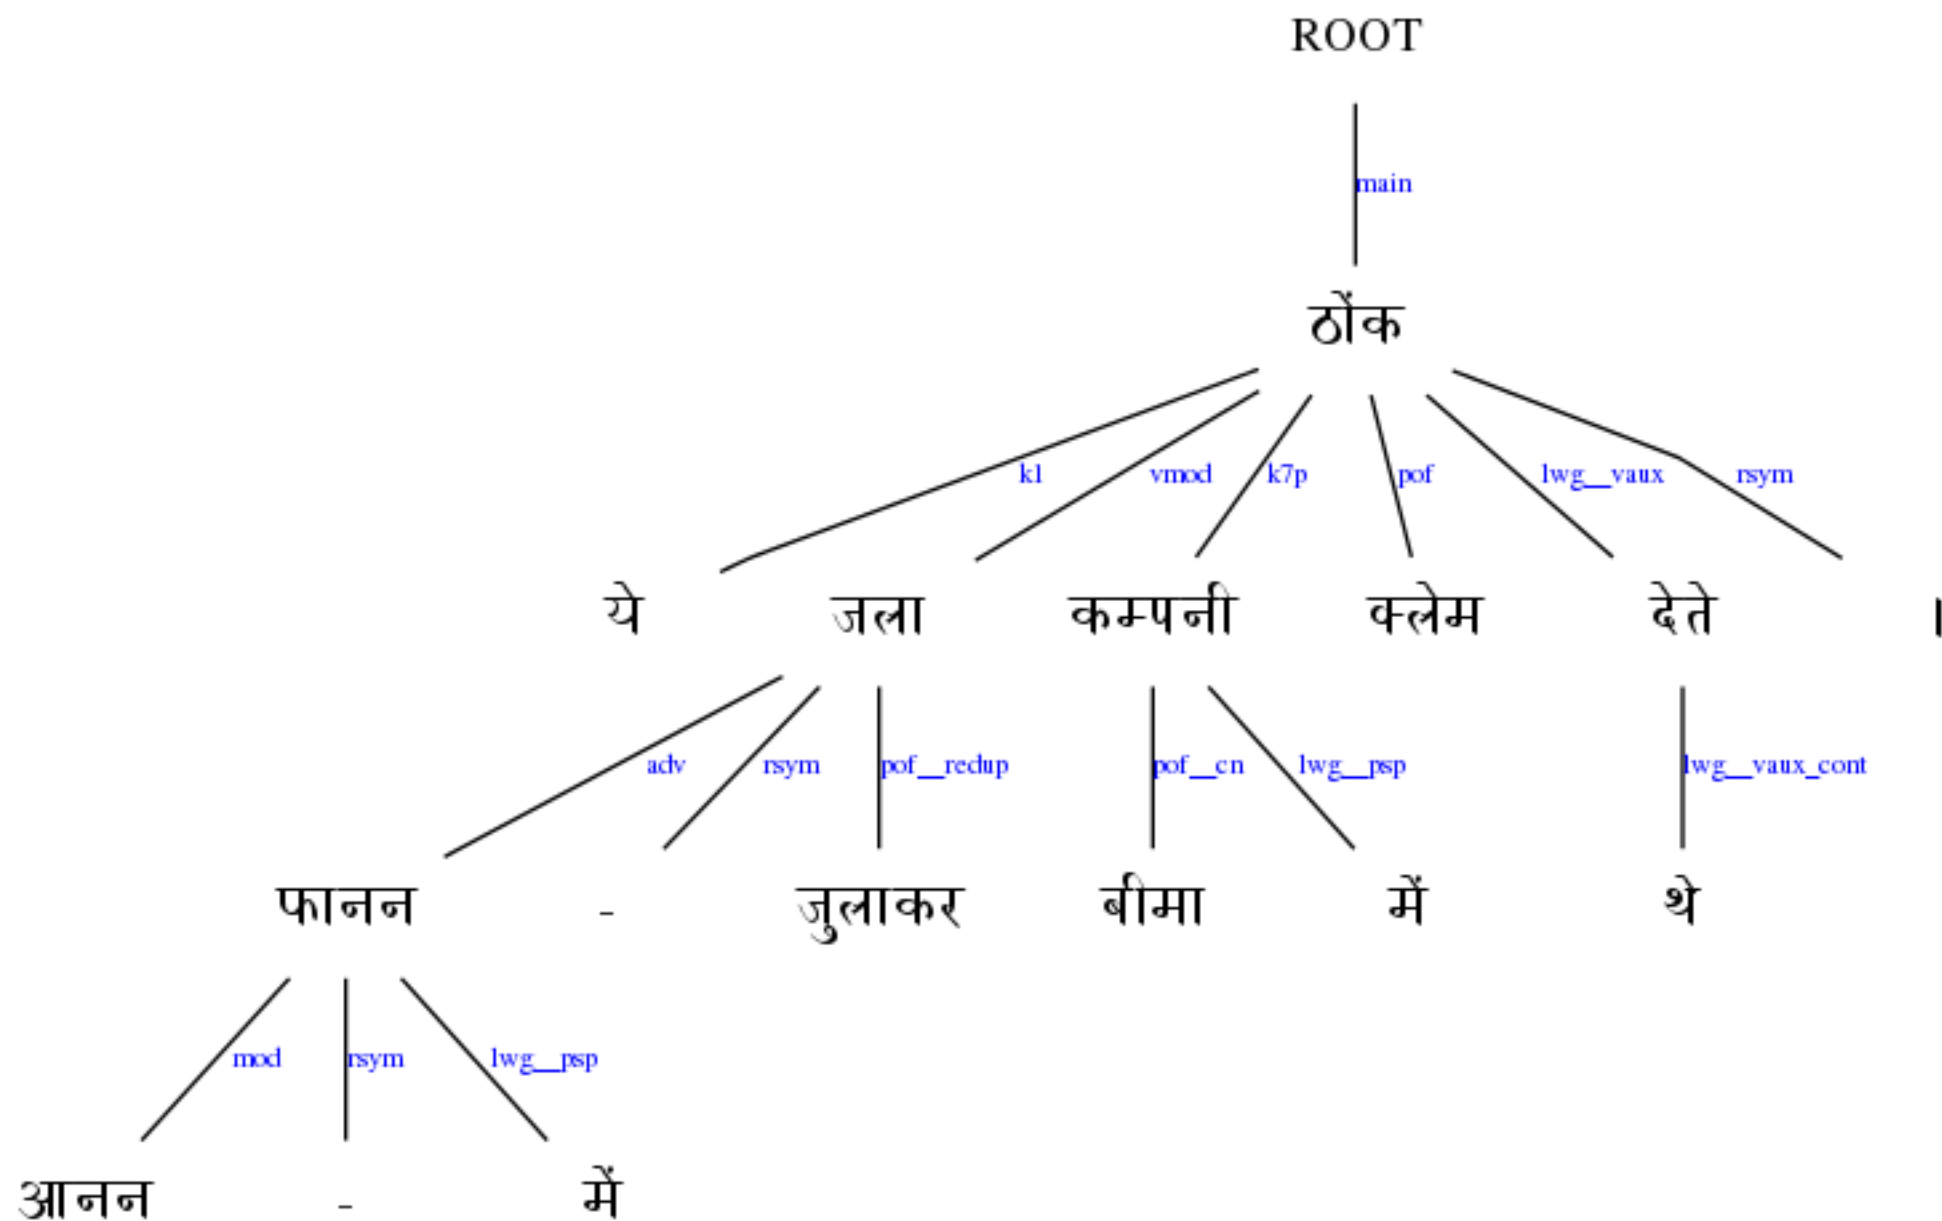 ROOT
main
ठोंक
k1 vmod k7p pof lwg__vaux rsym
ये जला कम्पनी क्लेम देते ।
adv rsym pof__redup pof__cn lwg__psp lwg__vaux_cont
फानन - जुलाकर बीमा में थे
mod rsym lwg__psp
आनन - में